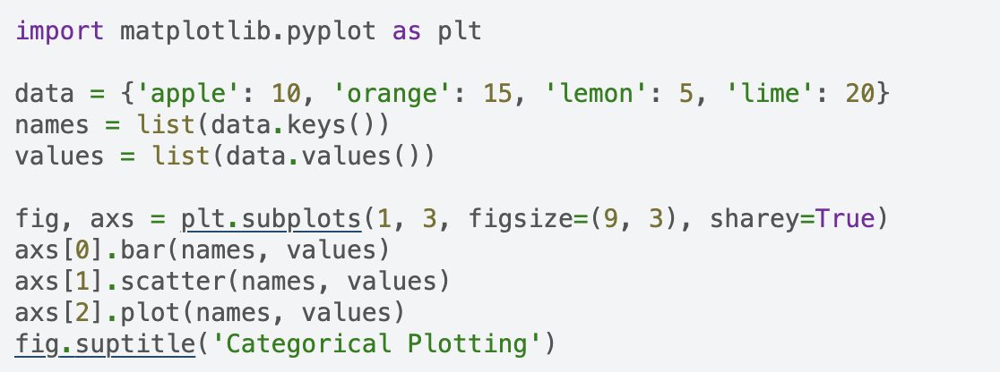 import matplotlib.pyplot as plt
data = {'apple': 10, 'orange': 15, 'lemon': 5, 'lime': 20}
names = list(data.keys())
values = list(data.values())
fig, axs = plt.subplots(1, 3, figsize=(9, 3), sharey=True)
axs[0].bar(names, values)
axs[1].scatter(names, values)
axs[2].plot(names, values)
fig.suptitle('Categorical Plotting')